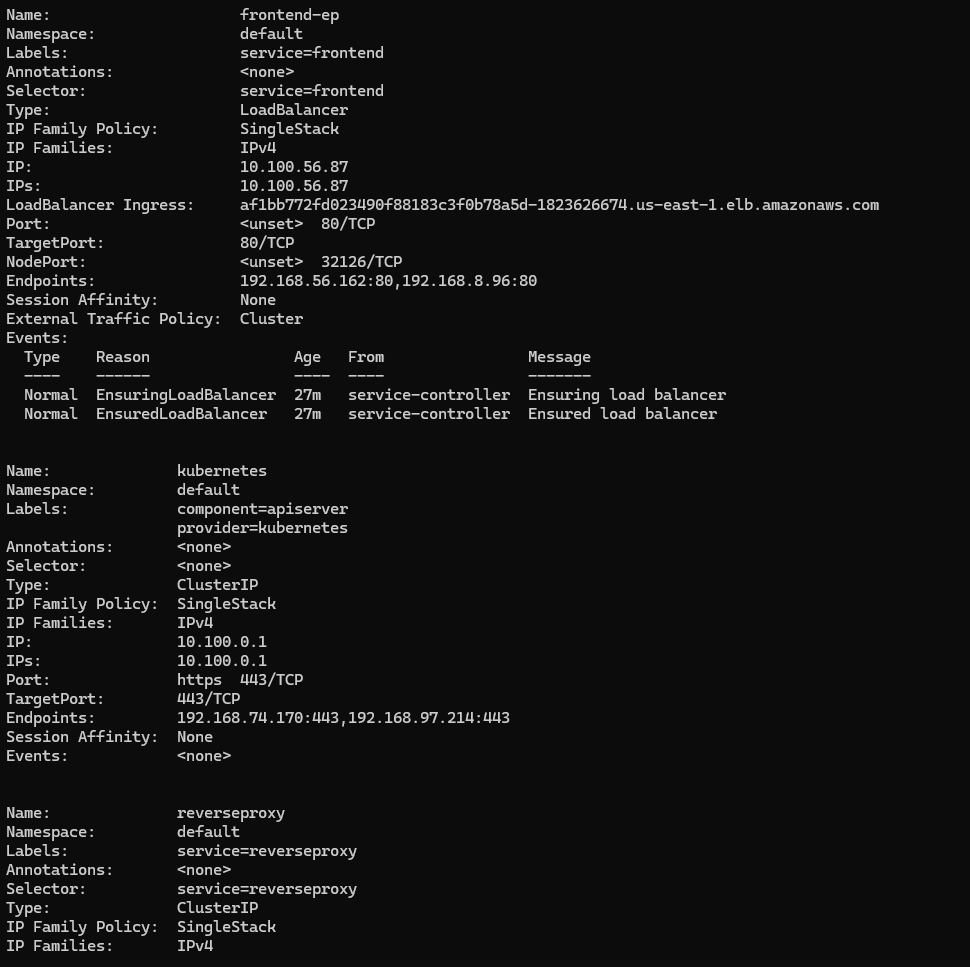 Name:                     frontend-ep
Namespace:                default
Labels:                   service=frontend
Annotations:              <none>
Selector:                 service=frontend
Type:                     LoadBalancer
IP Family Policy:         SingleStack
IP Families:              IPv4
IP:                       10.100.56.87
IPs:                      10.100.56.87
LoadBalancer Ingress:     af1bb772fd023490f88183c3f0b78a5d-1823626674.us-east-1.elb.amazonaws.com
Port:                     <unset>  80/TCP
TargetPort:               80/TCP
NodePort:                 <unset>  32126/TCP
Endpoints:                192.168.56.162:80,192.168.8.96:80
Session Affinity:         None
External Traffic Policy:  Cluster
Events:
  Type    Reason                Age   From                Message
  ----    ------                ----  ----                -------
  Normal  EnsuringLoadBalancer  27m   service-controller  Ensuring load balancer
  Normal  EnsuredLoadBalancer   27m   service-controller  Ensured load balancer

Name:              kubernetes
Namespace:         default
Labels:            component=apiserver
                   provider=kubernetes
Annotations:       <none>
Selector:          <none>
Type:              ClusterIP
IP Family Policy:  SingleStack
IP Families:       IPv4
IP:                10.100.0.1
IPs:               10.100.0.1
Port:              https  443/TCP
TargetPort:        443/TCP
Endpoints:         192.168.74.170:443,192.168.97.214:443
Session Affinity:  None
Events:            <none>

Name:              reverseproxy
Namespace:         default
Labels:            service=reverseproxy
Annotations:       <none>
Selector:          service=reverseproxy
Type:              ClusterIP
IP Family Policy:  SingleStack
IP Families:       IPv4